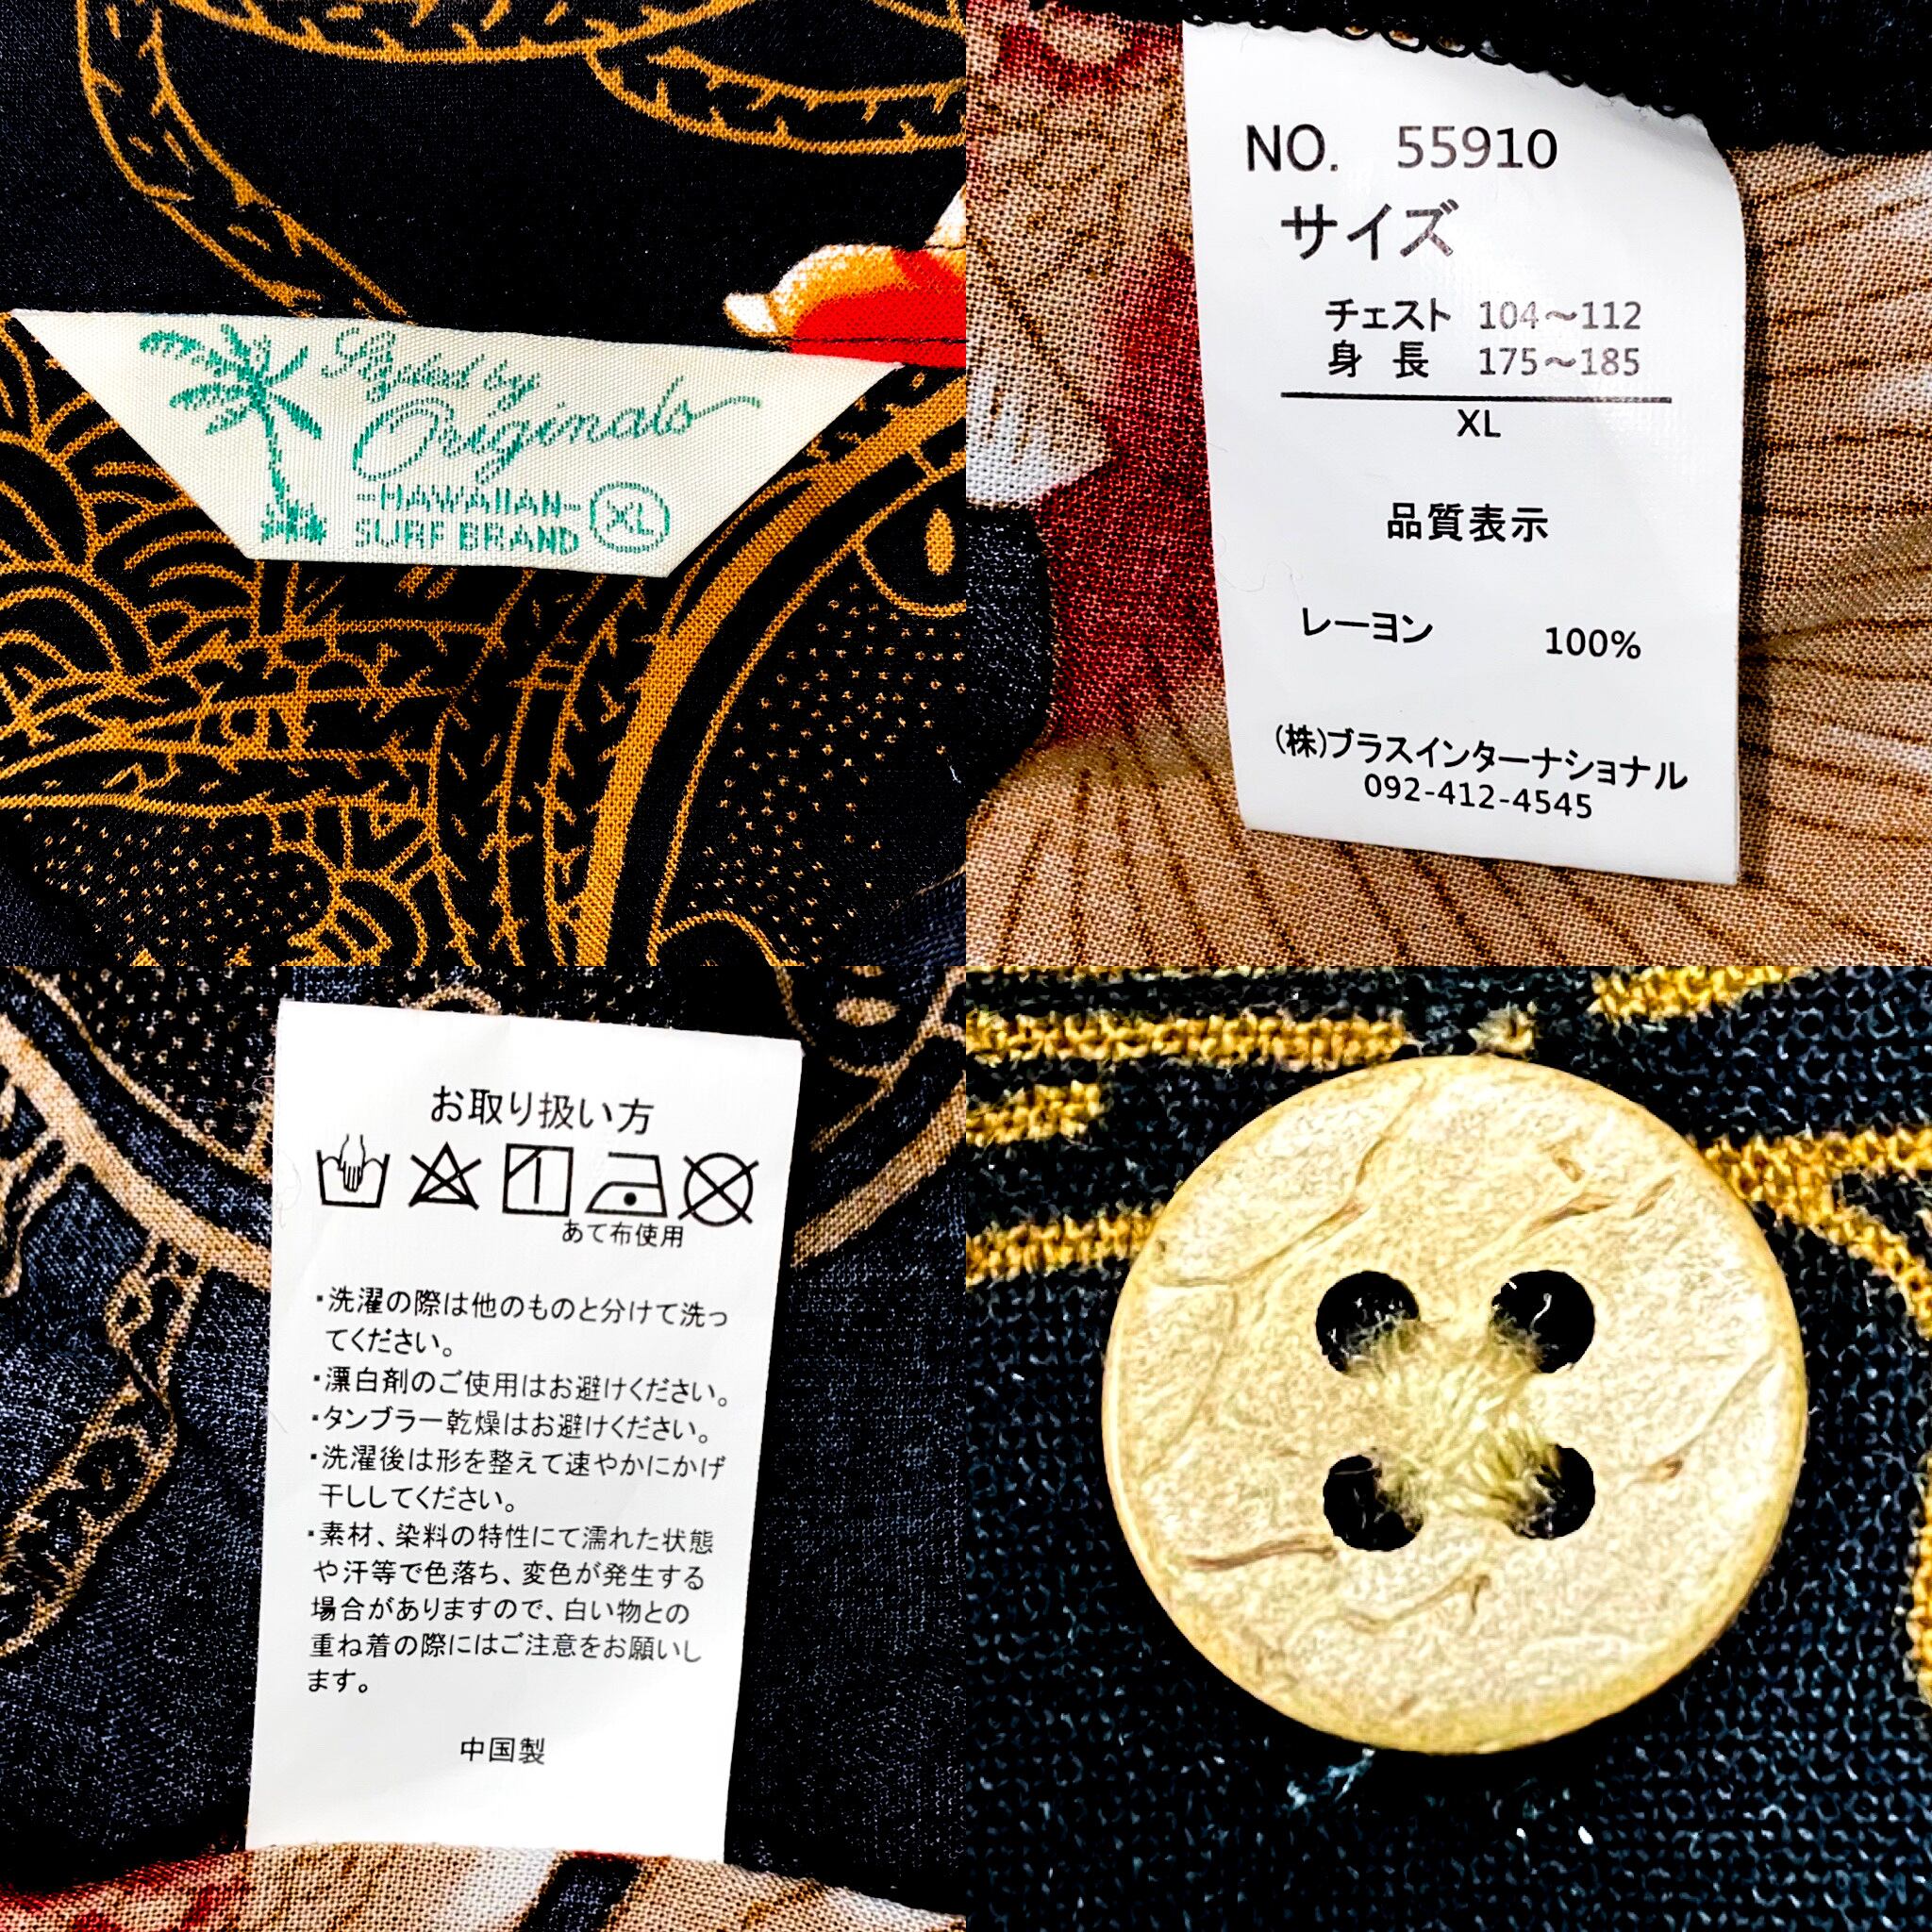 Styled by
Originals
-HAWAIIAN-
SURF BRAND XL
NO. 55910
サイズ
チェスト 104～112
身 長 175～185
XL
品質表示
レーヨン 100%
(株)ブラスインターナショナル
092-412-4545
お取り扱い方
あて布使用
・洗濯の際は他のものと分けて洗っ
てください。
・漂白剤のご使用はお避けください。
・タンブラー乾燥はお避けください。
・洗濯後は形を整えて速やかにかげ
干ししてください。
・素材、染料の特性にて濡れた状態
や汗等で色落ち、変色が発生する
場合がありますので、白い物との
重ね着の際にはご注意をお願いし
ます。
中国製